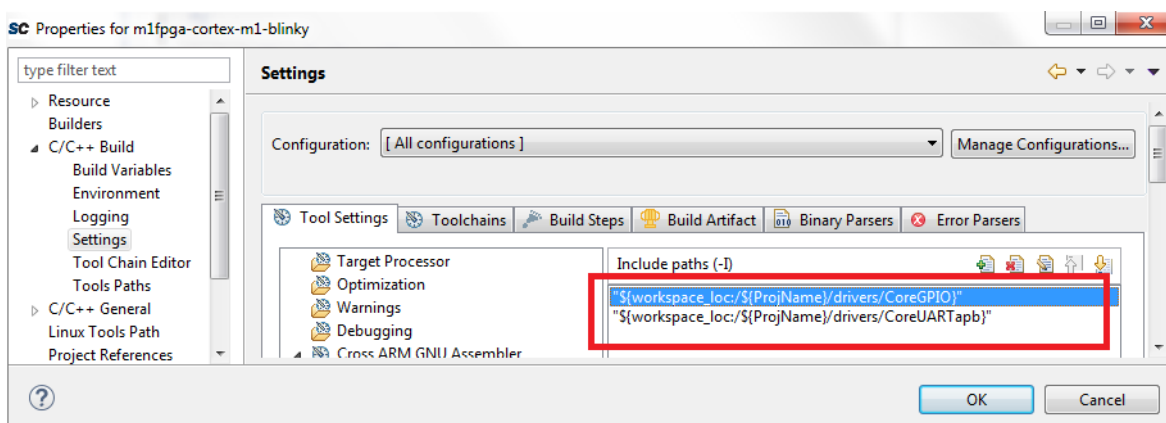 SC Properties for m1fpga-cortex-m1-blinky
type filter text
Resource
Builders
C/C++ Build
Build Variables
Environment
Logging
Settings
Tool Chain Editor
Tools Paths
C/C++ General
Linux Tools Path
Project References
Settings
Configuration: [ All configurations ]
Manage Configurations...
Tool Settings
Toolchains
Build Steps
Build Artifact
Binary Parsers
Error Parsers
Target Processor
Optimization
Warnings
Debugging
Cross ARM GNU Assembler
Include paths (-I)
"${workspace_loc:/${ProjName}/drivers/CoreGPIO}"
"${workspace_loc:/${ProjName}/drivers/CoreUARTapb}"
?
OK
Cancel